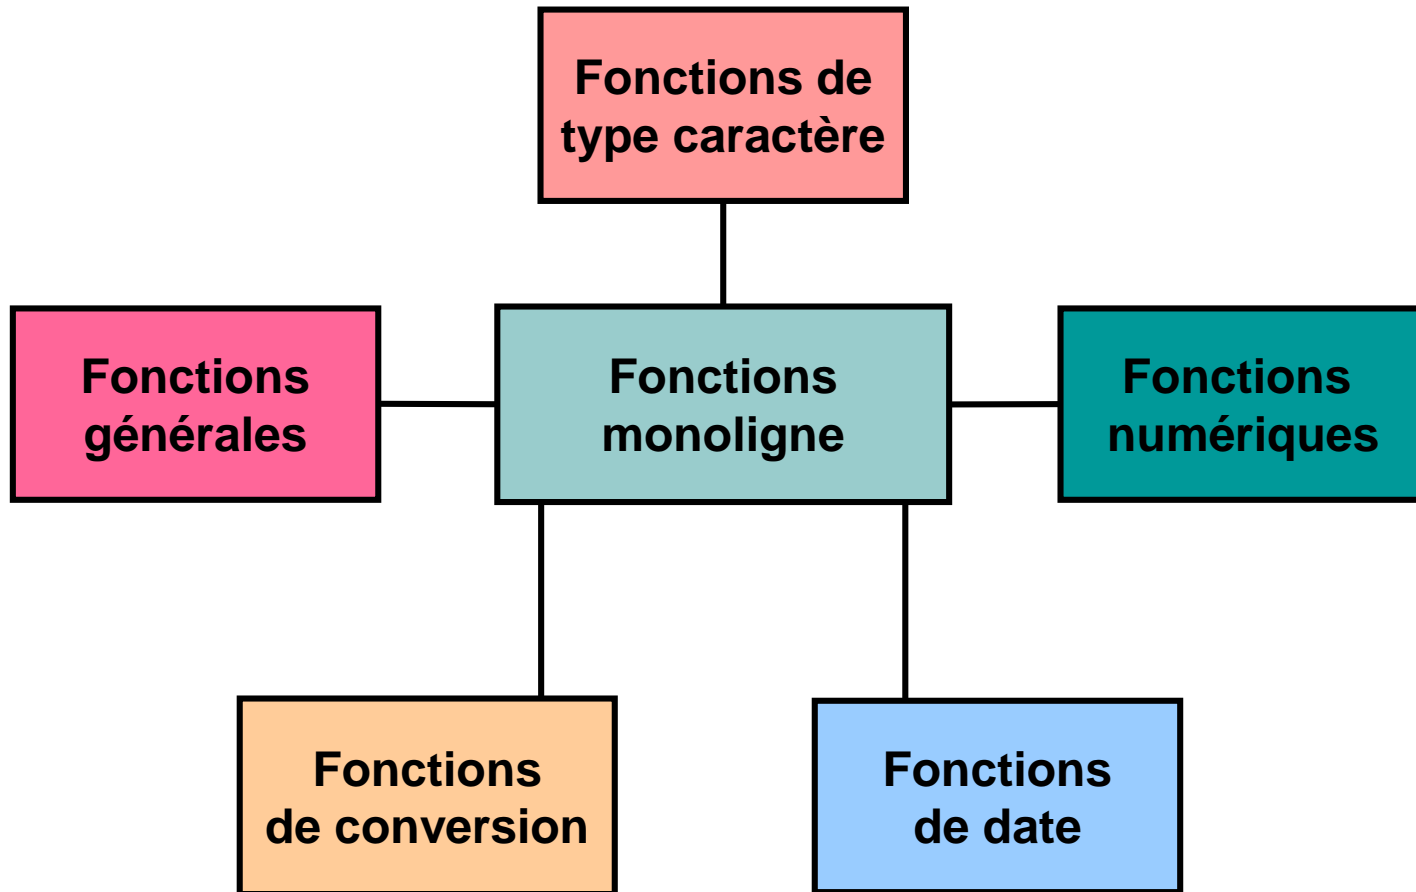 Fonctions de
type caractère
Fonctions
générales
Fonctions
monoligne
Fonctions
numériques
Fonctions
de conversion
Fonctions
de date